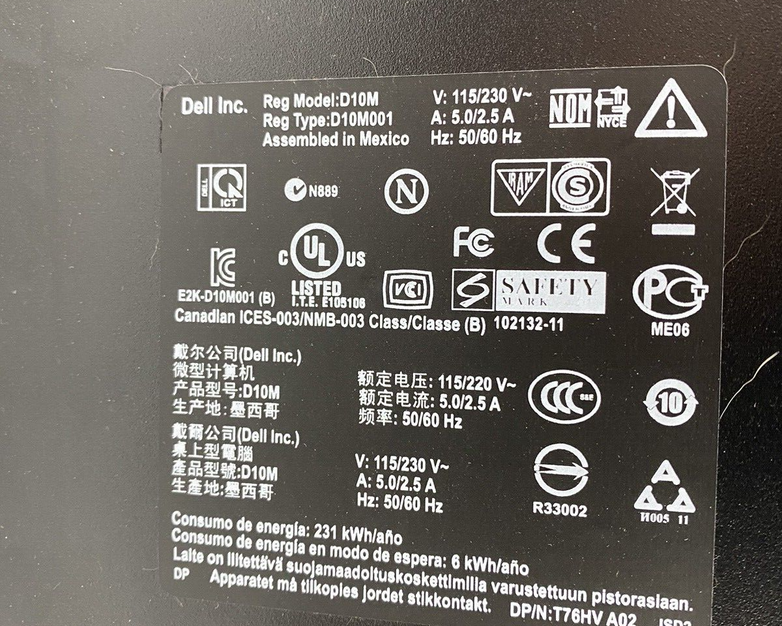 Dell Inc.
Reg Model:D10M
Reg Type:D10M001
Assembled in Mexico
V: 115/230 V~
A: 5.0/2.5 A
Hz: 50/60 Hz
NOM
NYCE
DELL
ICT
N889
N
IRAM
S
E2K-D10M001 (B)
C UL US
LISTED
I.T.E. E105106
FC CE
VCI
S SAFETY
MARK
PCT
ME06
Canadian ICES-003/NMB-003 Class/Classe (B) 102132-11
戴尔公司(Dell Inc.)
微型计算机
产品型号:D10M
生产地:墨西哥
额定电压: 115/220 V~
额定电流: 5.0/2.5 A
频率: 50/60 Hz
CCC S&E
10
戴爾公司(Dell Inc.)
桌上型電腦
產品型號:D10M
生產地:墨西哥
V: 115/230 V~
A: 5.0/2.5 A
Hz: 50/60 Hz
R33002
И005 11
Consumo de energía: 231 kWh/año
Consumo de energía en modo de espera: 6 kWh/año
Laite on liitettävä suojamaadoituskoskettimilla varustettuun pistorasiaan.
DP Apparatet må tilkoples jordet stikkontakt. DP/N:T76HV A02